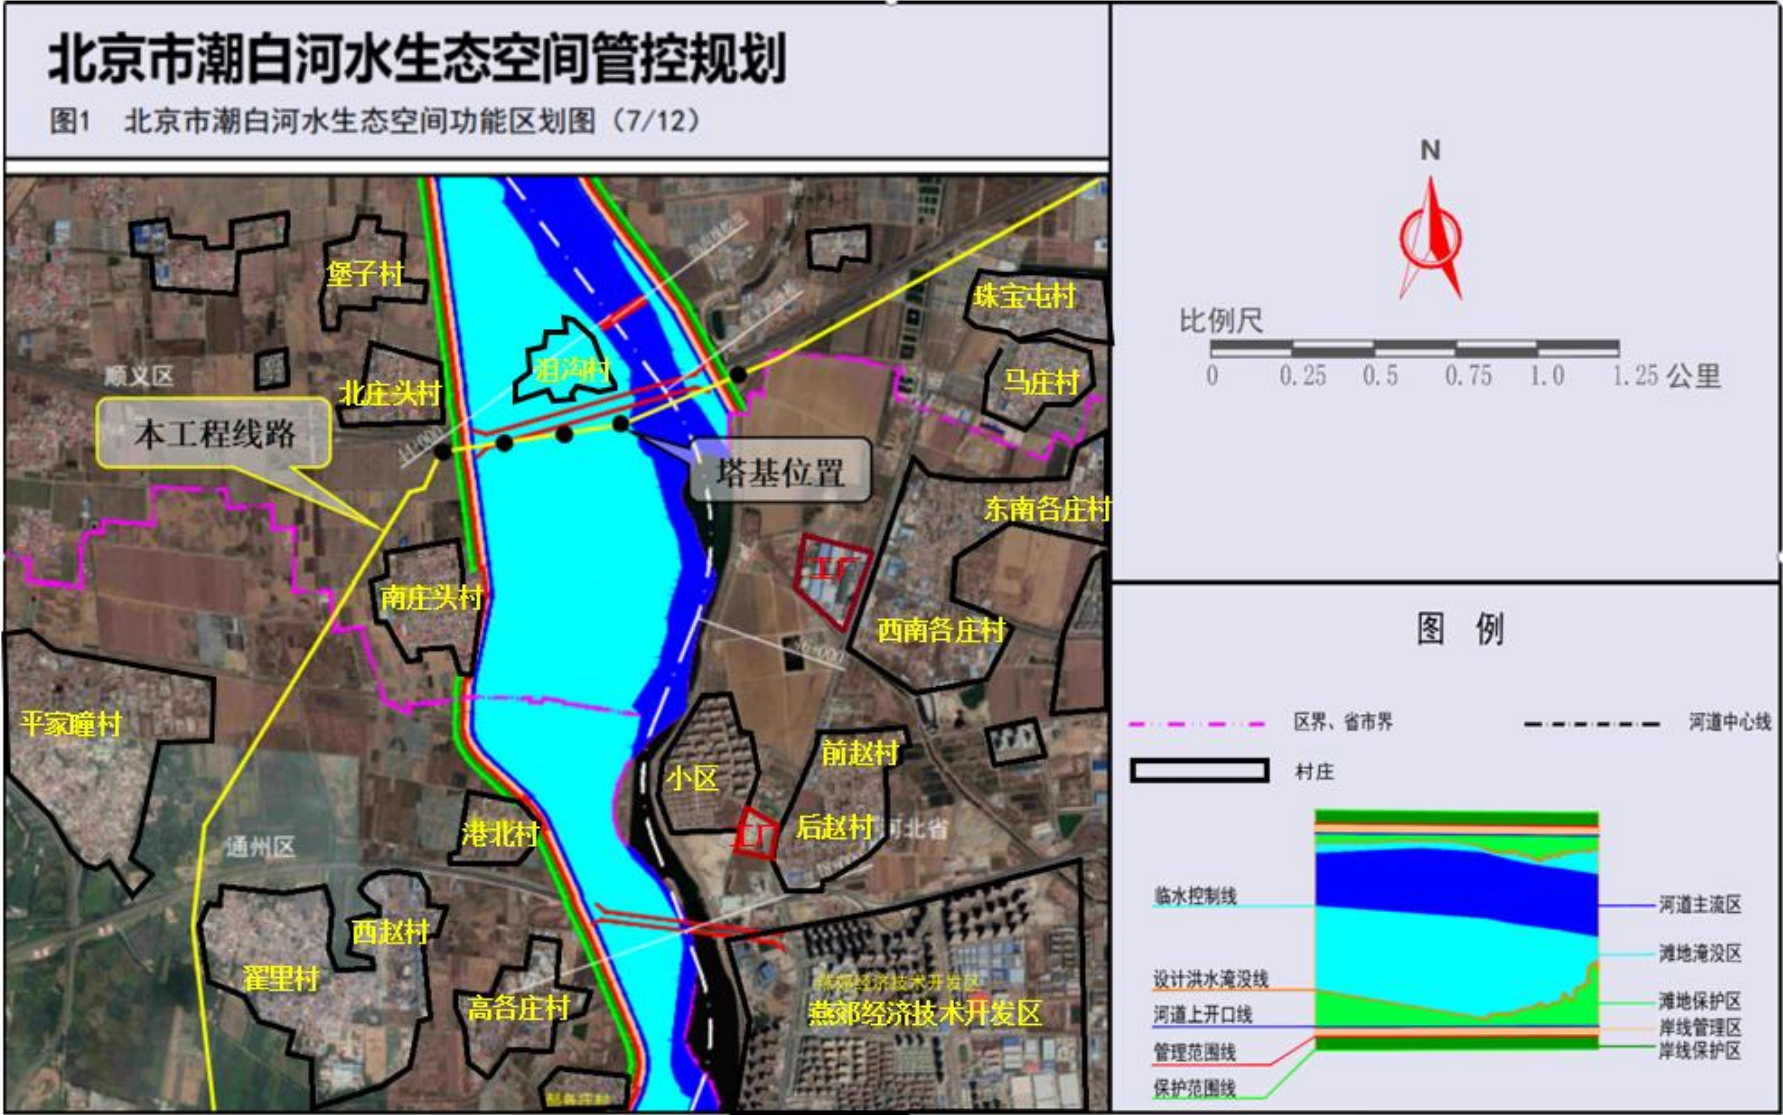 北京市潮白河水生态空间管控规划
图1 北京市潮白河水生态空间功能区划图（7/12）
N
比例尺
0 0.25 0.5 0.75 1.0 1.25 公里
堡子村
珠宝屯村
沮沟村
马庄村
顺义区
北庄头村
本工程线路
塔基位置
东南各庄村
工厂
南庄头村
西南各庄村
46+000
平家疃村
小区
前赵村
港北村
工厂
后赵村
河北省
通州区
西赵村
翟里村
高各庄村
燕郊经济技术开发区
燕郊经济技术开发区
图 例
区界、省市界
河道中心线
村庄
临水控制线
河道主流区
滩地淹没区
设计洪水淹没线
滩地保护区
河道上开口线
岸线管理区
管理范围线
岸线保护区
保护范围线